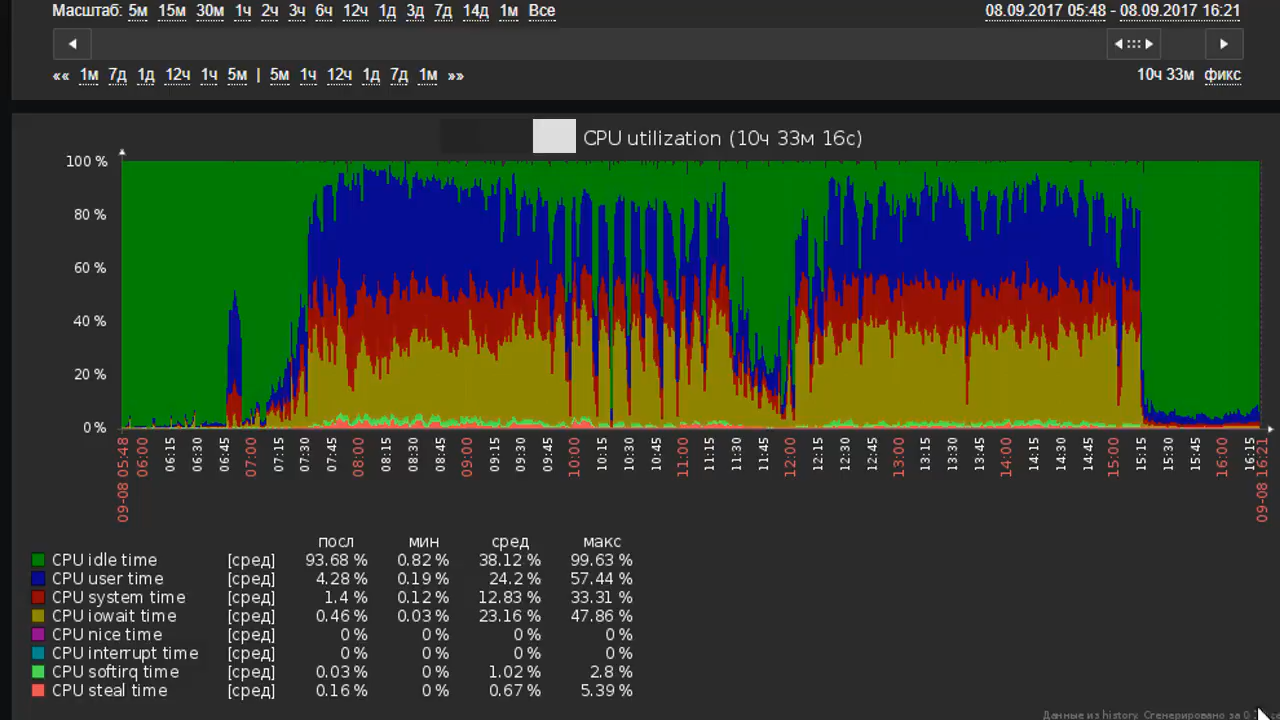 Масштаб: 5м 15м 30м 1ч 2ч 3ч 6ч 12ч 1д 3д 7д 14д 1м Все 08.09.2017 05:48 - 08.09.2017 16:21
«« 1м 7д 1д 12ч 1ч 5м | 5м 1ч 12ч 1д 7д 1м »» 10ч 33м фикс
CPU utilization (10ч 33м 16с)
100 %
80 %
60 %
40 %
20 %
0 %
09-08 05:48 06:00 06:15 06:30 06:45 07:00 07:15 07:30 07:45 08:00 08:15 08:30 08:45 09:00 09:15 09:30 09:45 10:00 10:15 10:30 10:45 11:00 11:15 11:30 11:45 12:00 12:15 12:30 12:45 13:00 13:15 13:30 13:45 14:00 14:15 14:30 14:45 15:00 15:15 15:30 15:45 16:00 16:15 09-08 16:21
посл мин сред макс
CPU idle time [сред] 93.68 % 0.82 % 38.12 % 99.63 %
CPU user time [сред] 4.28 % 0.19 % 24.2 % 57.44 %
CPU system time [сред] 1.4 % 0.12 % 12.83 % 33.31 %
CPU iowait time [сред] 0.46 % 0.03 % 23.16 % 47.86 %
CPU nice time [сред] 0 % 0 % 0 % 0 %
CPU interrupt time [сред] 0 % 0 % 0 % 0 %
CPU softirq time [сред] 0.03 % 0 % 1.02 % 2.8 %
CPU steal time [сред] 0.16 % 0 % 0.67 % 5.39 %
Данные из history. Сгенерировано за